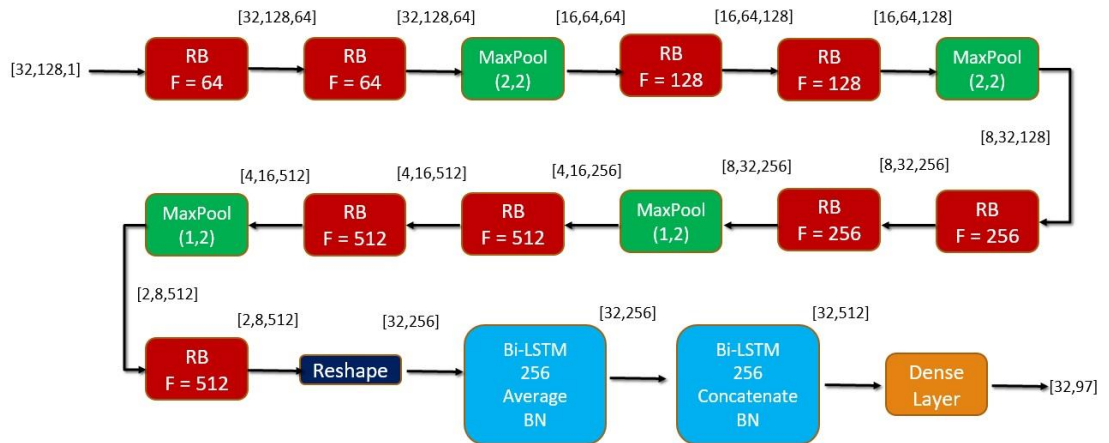 [32,128,1]
RB
F = 64
[32,128,64]
RB
F = 64
[32,128,64]
MaxPool
(2,2)
[16,64,64]
RB
F = 128
[16,64,128]
RB
F = 128
[16,64,128]
MaxPool
(2,2)
[8,32,128]
RB
F = 256
[8,32,256]
RB
F = 256
[8,32,256]
MaxPool
(1,2)
[4,16,256]
RB
F = 512
[4,16,512]
RB
F = 512
[4,16,512]
MaxPool
(1,2)
[2,8,512]
RB
F = 512
[2,8,512]
Reshape
[32,256]
Bi-LSTM
256
Average
BN
[32,256]
Bi-LSTM
256
Concatenate
BN
[32,512]
Dense
Layer
[32,97]